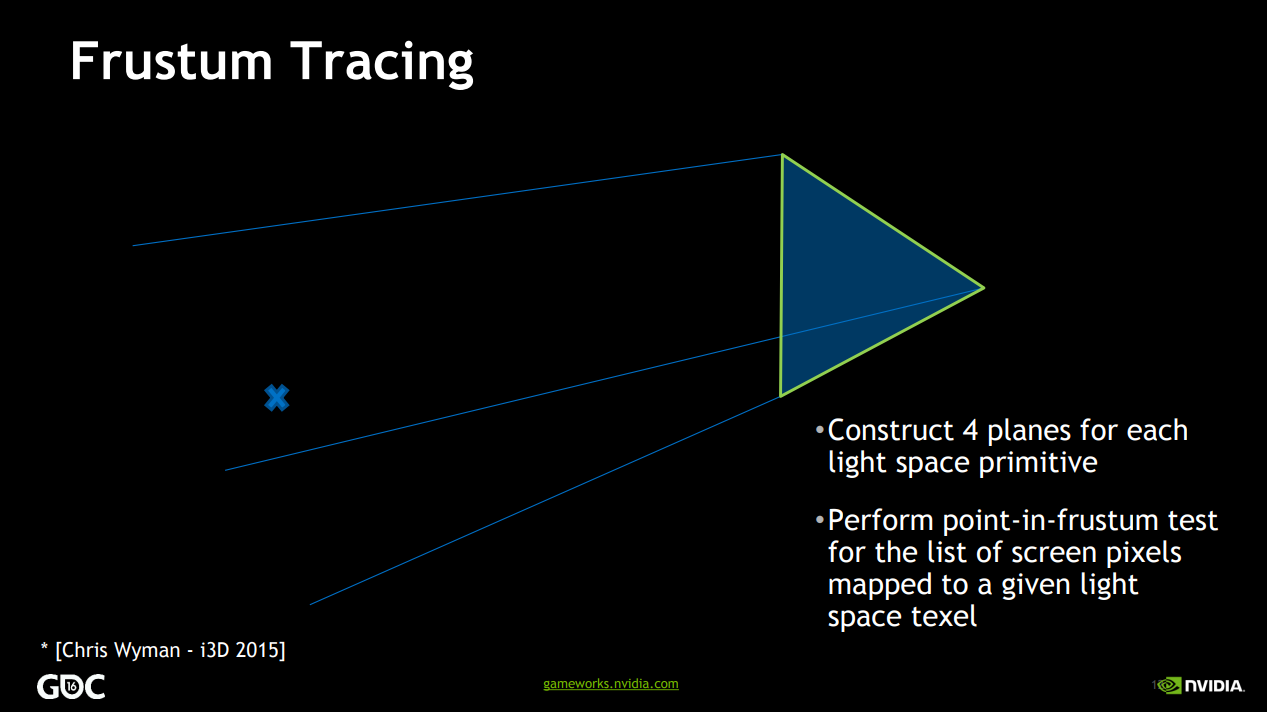 Frustum Tracing
•Construct 4 planes for each
light space primitive
•Perform point-in-frustum test
for the list of screen pixels
mapped to a given light
space texel
* [Chris Wyman - i3D 2015]
GDC 16
gameworks.nvidia.com
NVIDIA.